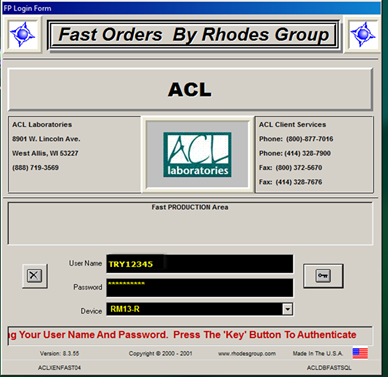 FP Login Form
Fast Orders By Rhodes Group
ACL
ACL Laboratories
8901 W. Lincoln Ave.
West Allis, WI 53227
(888) 719-3569
ACL
laboratories
ACL Client Services
Phone: (800)-877-7016
Phone: (414) 328-7900
Fax: (800) 372-5670
Fax: (414) 328-7676
Fast PRODUCTION Area
User Name TRY12345
Password **********
Device RM13-R
g Your User Name And Password. Press The 'Key' Button To Authenticate
Version: 8.3.55 Copyright © 2000 - 2001 www.rhodesgroup.com Made In The U.S.A.
ACLXENFAST04 ACLDBFASTSQL